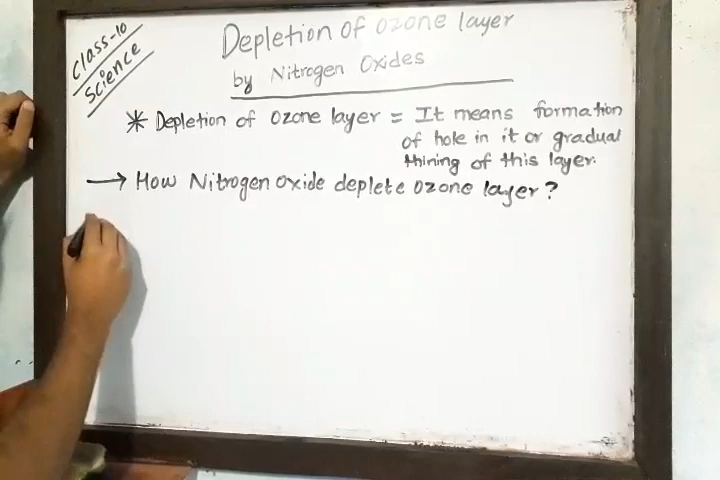 Class-10
Science
Depletion of ozone layer
by Nitrogen Oxides
* Depletion of ozone layer = It means formation
of hole in it or gradual
thining of this layer.
→ How Nitrogen oxide deplete ozone layer?